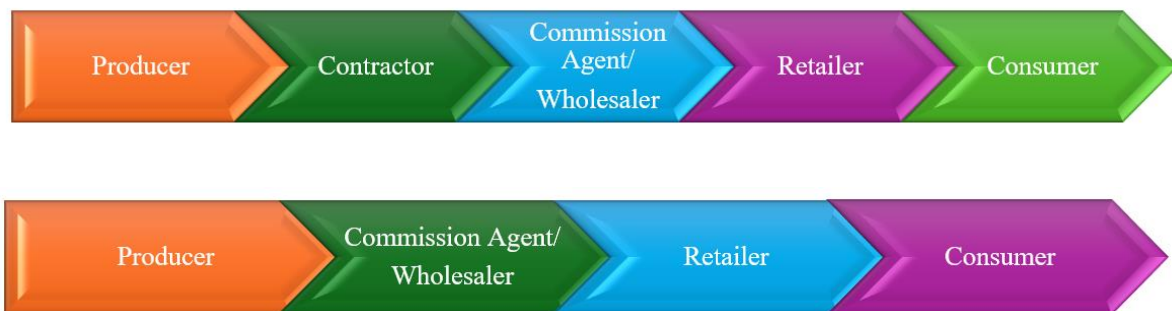 Producer
Contractor
Commission
Agent/
Wholesaler
Retailer
Consumer
Producer
Commission Agent/
Wholesaler
Retailer
Consumer